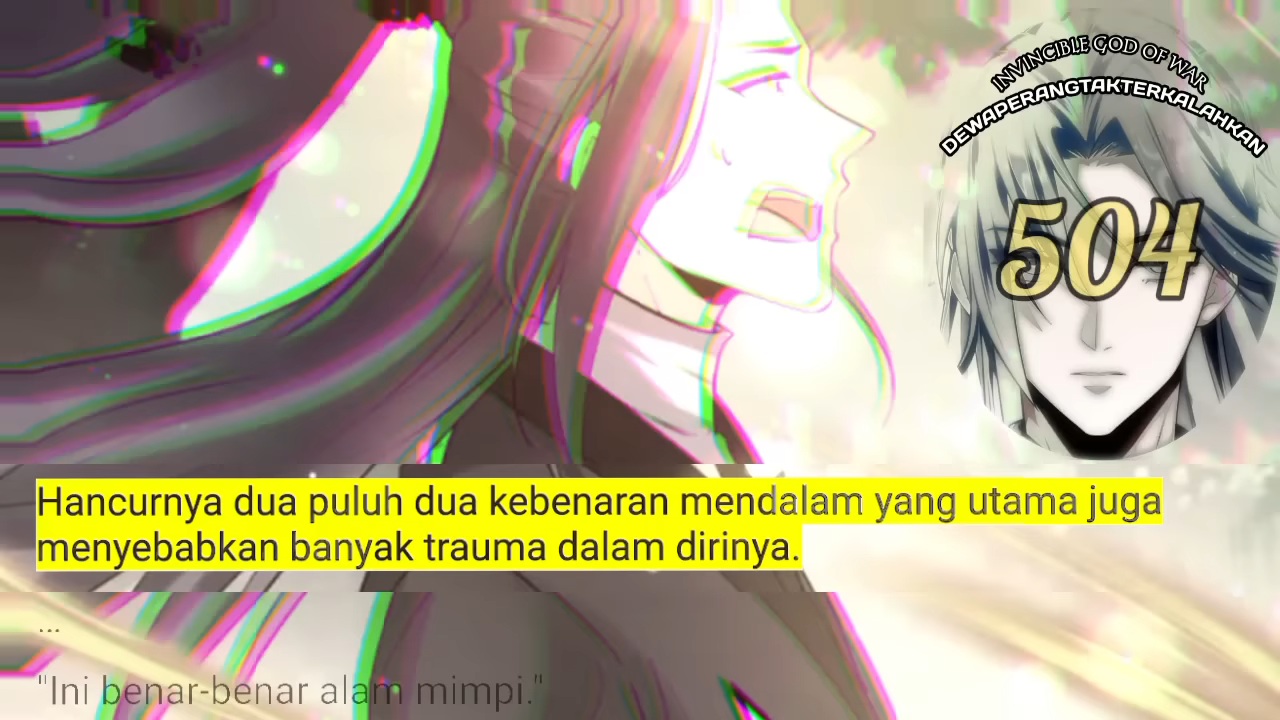 INVINCIBLE GOD OF WAR
DEWAPERANGTAKTERKALAHKAN
504
Hancurnya dua puluh dua kebenaran mendalam yang utama juga
menyebabkan banyak trauma dalam dirinya.
...
"Ini benar-benar alam mimpi."